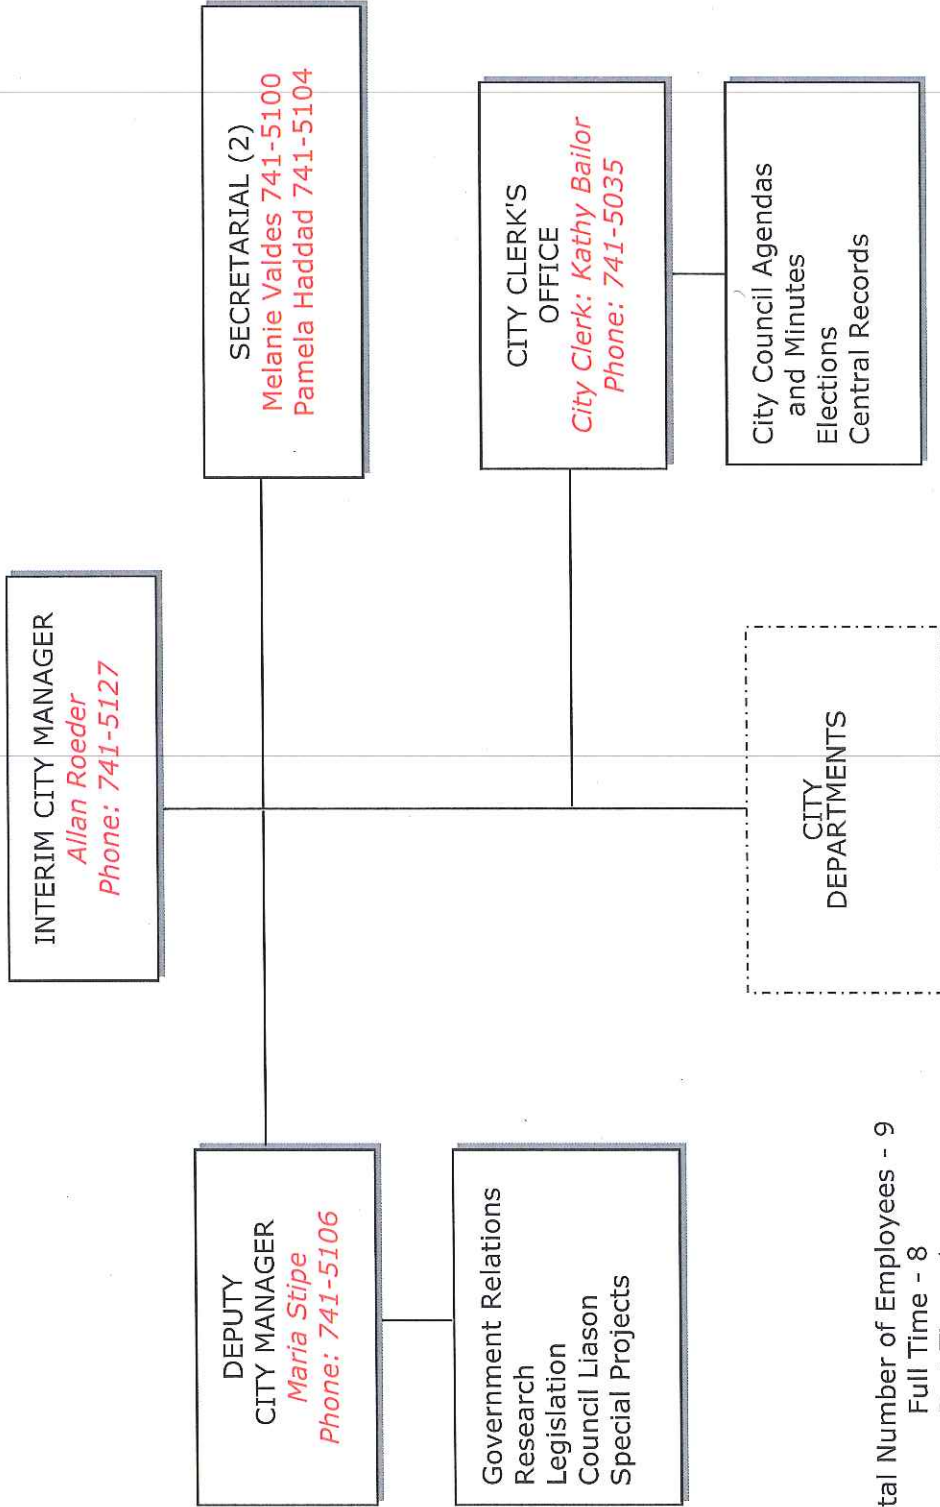 INTERIM CITY MANAGER
Allan Roeder
Phone: 741-5127
DEPUTY
CITY MANAGER
Maria Stipe
Phone: 741-5106
SECRETARIAL (2)
Melanie Valdes 741-5100
Pamela Haddad 741-5104
Government Relations
Research
Legislation
Council Liason
Special Projects
CITY CLERK'S
OFFICE
City Clerk: Kathy Bailor
Phone: 741-5035
City Council Agendas
and Minutes
Elections
Central Records
CITY
DEPARTMENTS
tal Number of Employees - 9
Full Time - 8